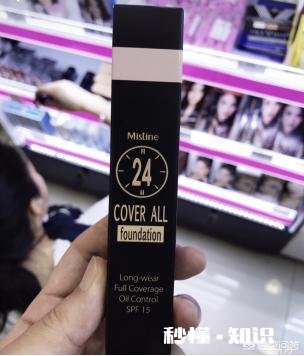 Mistine
24
COVER ALL
foundation
Long-wear
Full Coverage
Oil Control
SPF 15
秒懂·知识